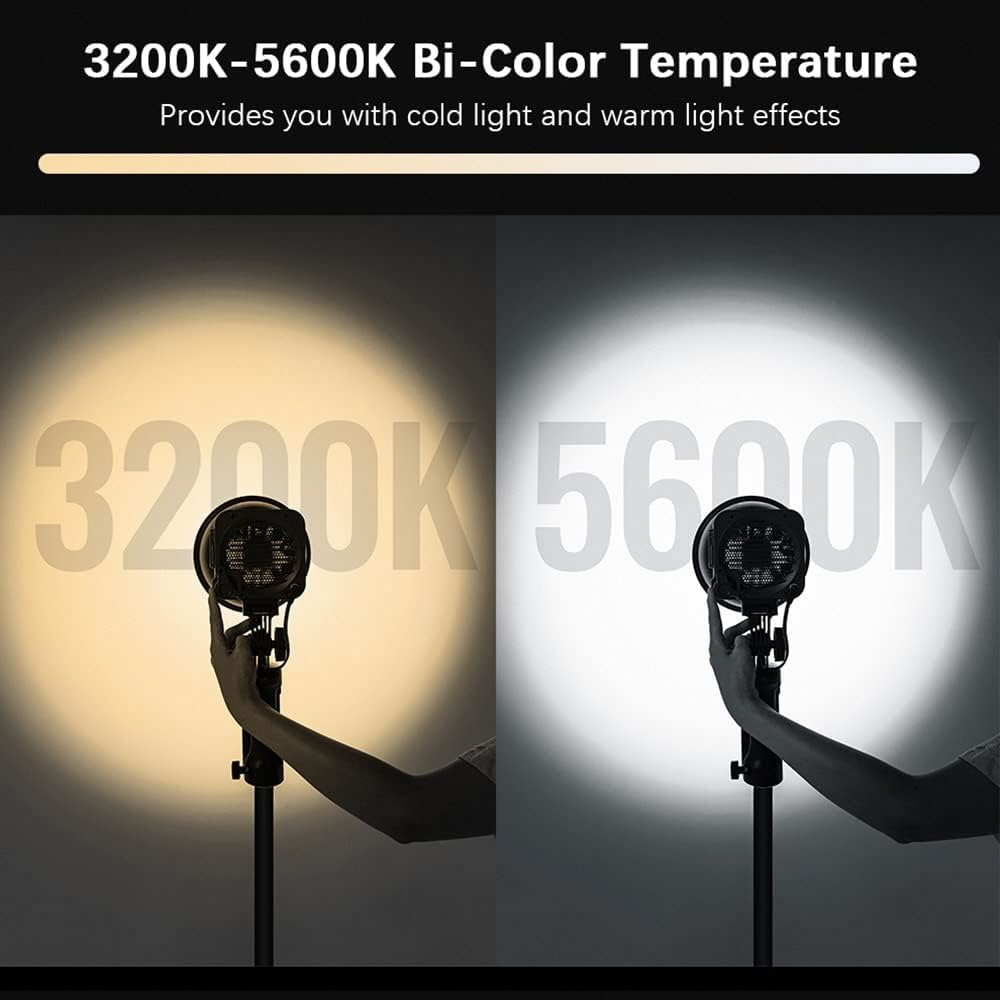 3200K-5600K Bi-Color Temperature
Provides you with cold light and warm light effects
3200K
5600K